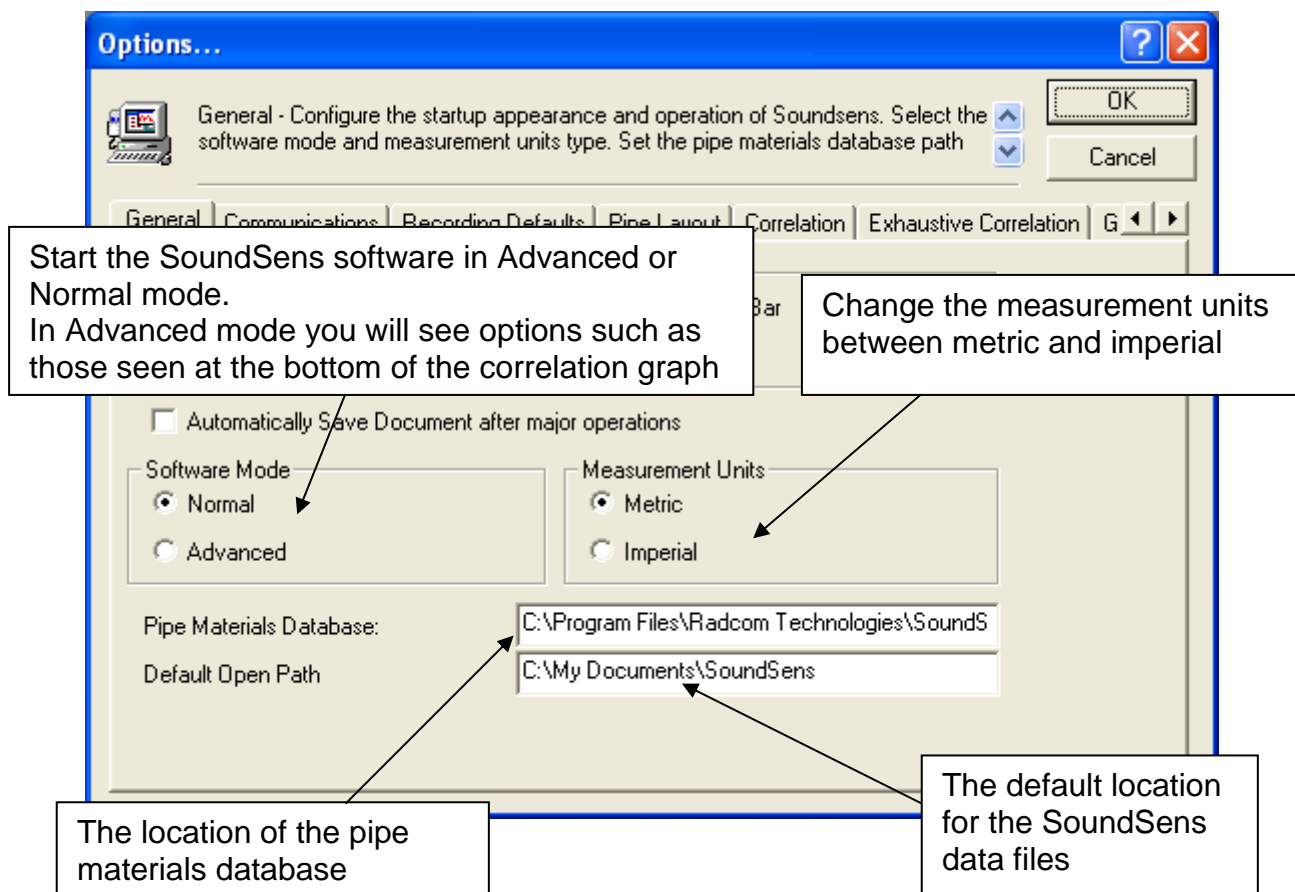 Options...
General - Configure the startup appearance and operation of Soundsens. Select the
software mode and measurement units type. Set the pipe materials database path
OK
Cancel
General Communications Recording Defaults Pipe Layout Correlation Exhaustive Correlation G
Start the SoundSens software in Advanced or
Normal mode.
In Advanced mode you will see options such as
those seen at the bottom of the correlation graph
Bar
Change the measurement units
between metric and imperial
Automatically Save Document after major operations
Software Mode
Normal
Advanced
Measurement Units
Metric
Imperial
Pipe Materials Database:
C:\Program Files\Radcom Technologies\SoundS
Default Open Path
C:\My Documents\SoundSens
The location of the pipe
materials database
The default location
for the SoundSens
data files